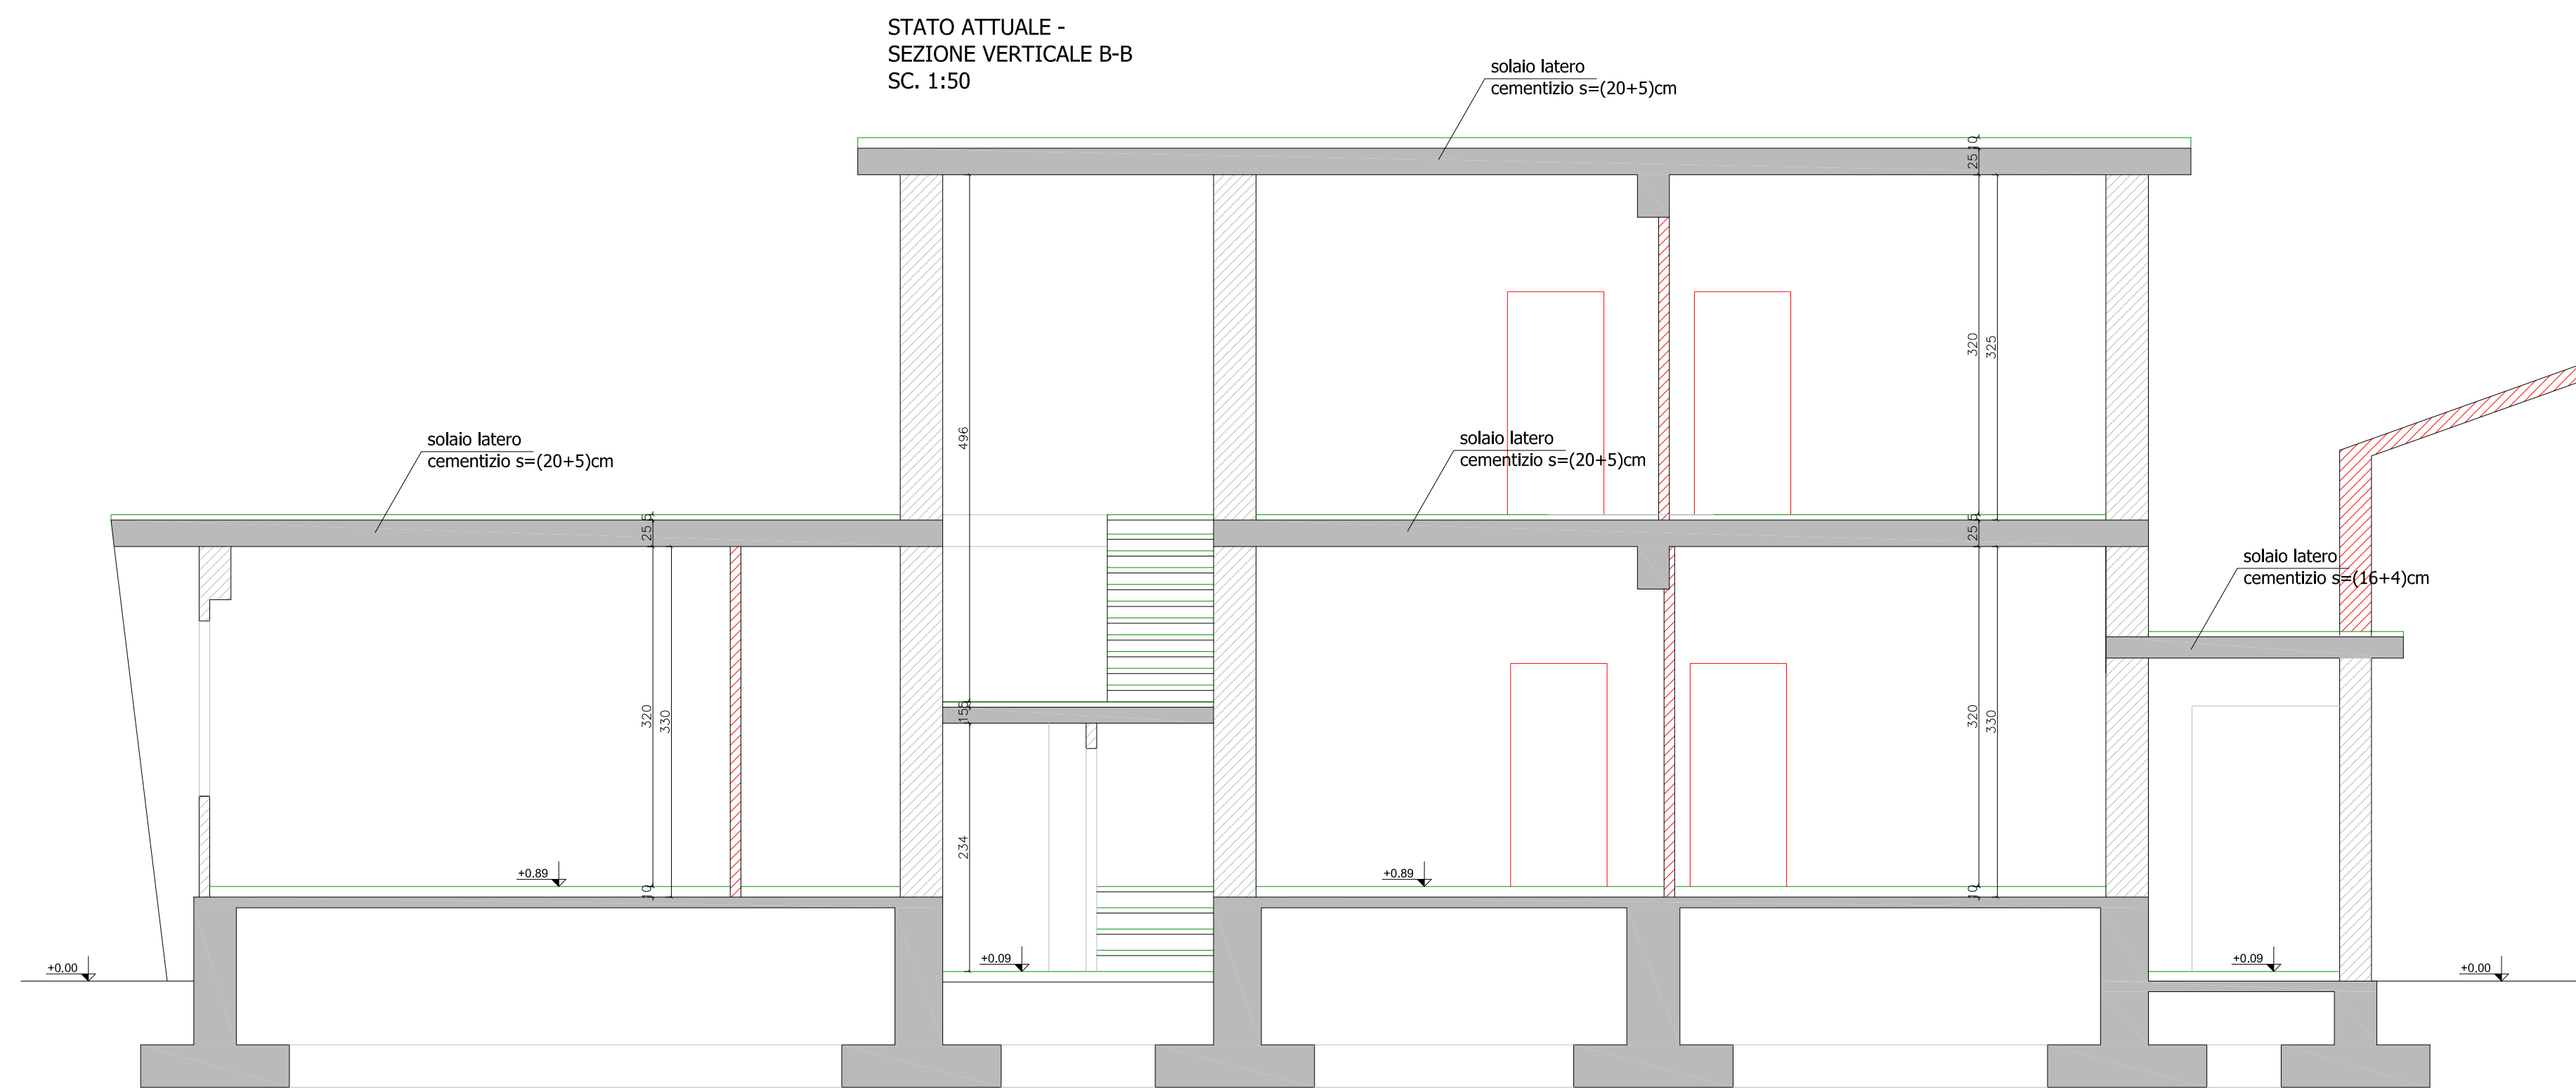 STATO ATTUALE -
SEZIONE VERTICALE B-B
SC. 1:50
solaio latero
cementizio s=(20+5)cm
10
25
320
325
496
solaio latero
cementizio s=(20+5)cm
solaio latero
cementizio s=(20+5)cm
5
25
5
25
solaio latero
cementizio s=(16+4)cm
320
330
5
15
320
330
234
+0.89
10
+0.89
10
+0.00
+0.09
+0.09
+0.00